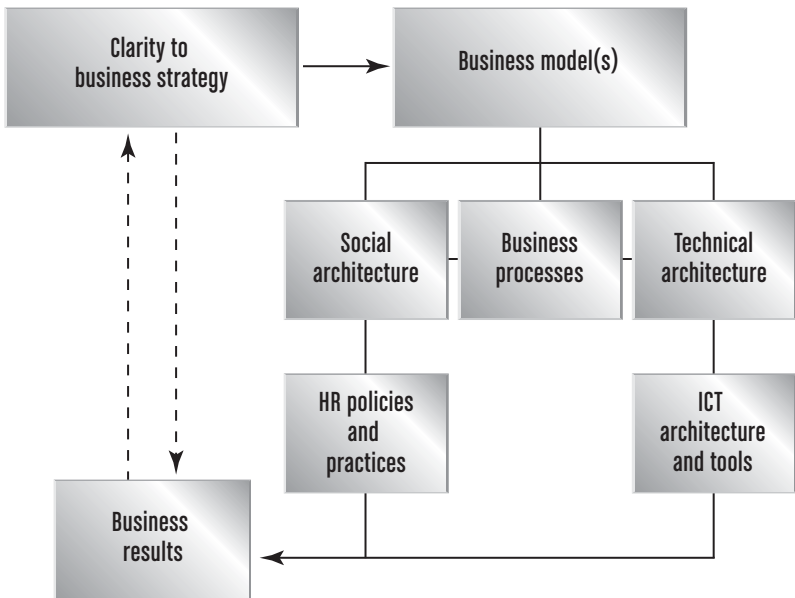 Clarity to
business strategy
Business model(s)
Social
architecture
Business
processes
Technical
architecture
HR policies
and
practices
ICT
architecture
and tools
Business
results